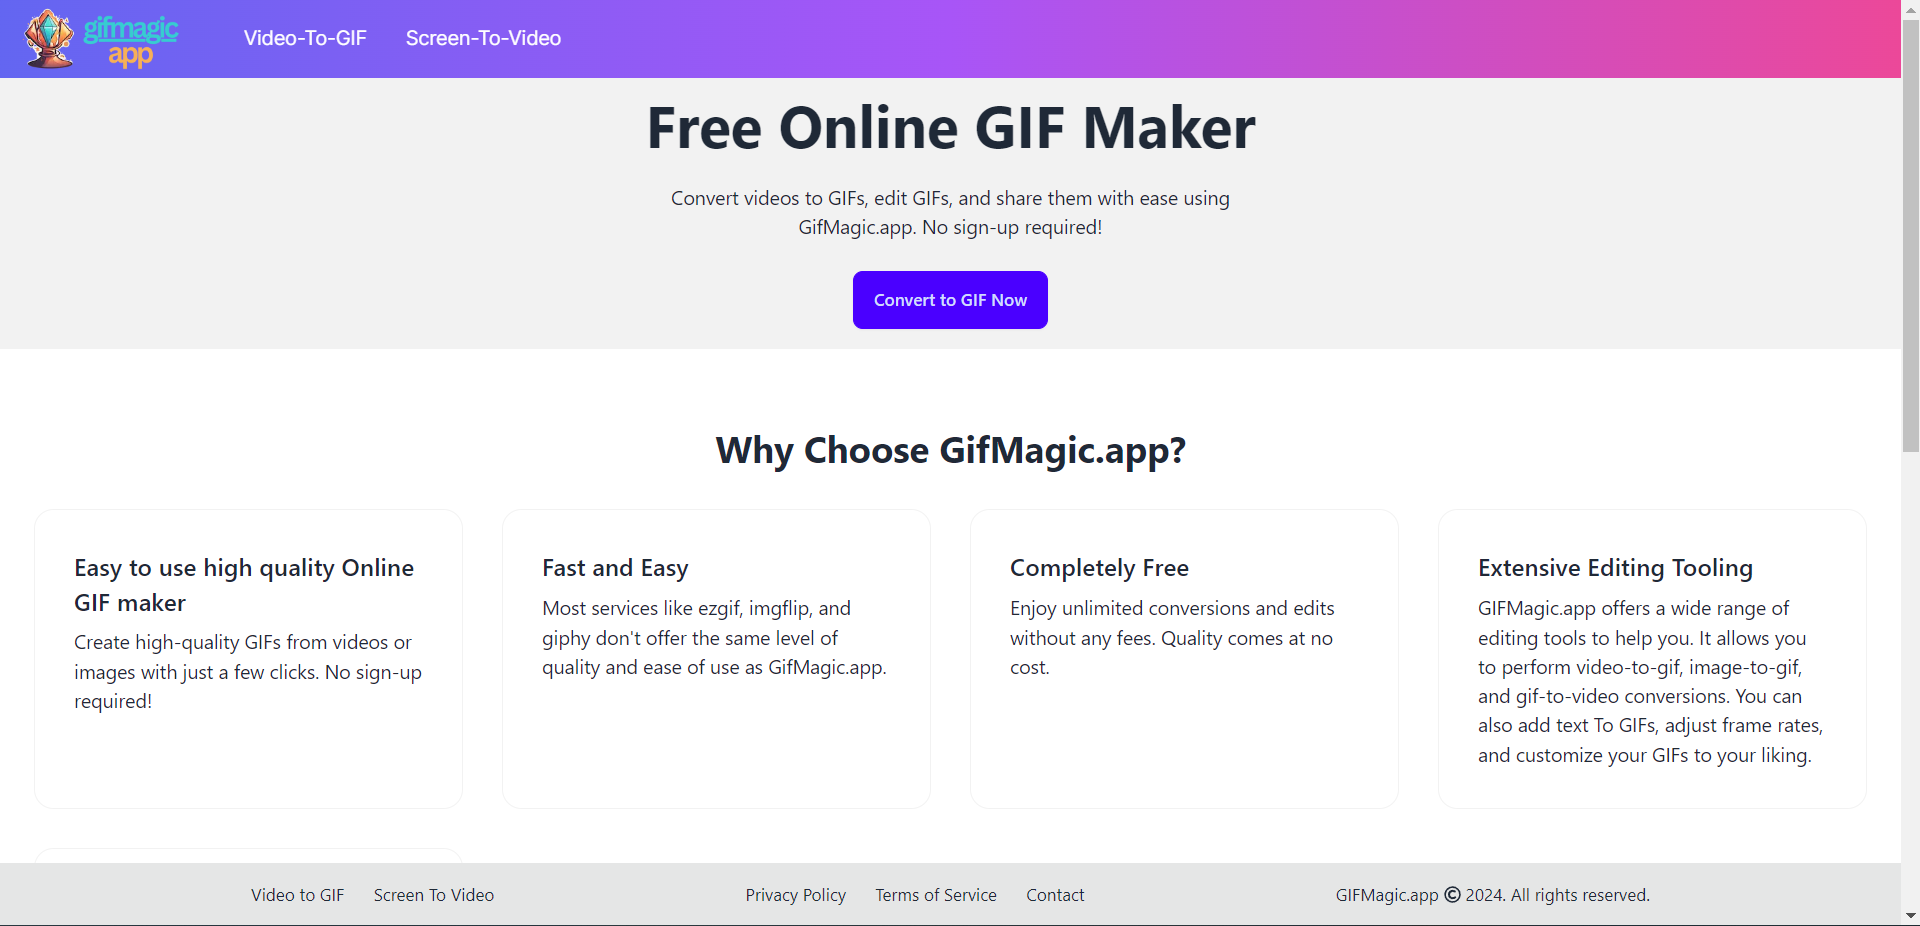 gifmagic
app
Video-To-GIF
Screen-To-Video
Free Online GIF Maker
Convert videos to GIFs, edit GIFs, and share them with ease using
GifMagic.app. No sign-up required!
Convert to GIF Now
Why Choose GifMagic.app?
Easy to use high quality Online
GIF maker
Create high-quality GIFs from videos or
images with just a few clicks. No sign-up
required!
Fast and Easy
Most services like ezgif, imgflip, and
giphy don't offer the same level of
quality and ease of use as GifMagic.app.
Completely Free
Enjoy unlimited conversions and edits
without any fees. Quality comes at no
cost.
Extensive Editing Tooling
GIFMagic.app offers a wide range of
editing tools to help you. It allows you
to perform video-to-gif, image-to-gif,
and gif-to-video conversions. You can
also add text To GIFs, adjust frame rates,
and customize your GIFs to your liking.
Video to GIF
Screen To Video
Privacy Policy
Terms of Service
Contact
GIFMagic.app © 2024. All rights reserved.